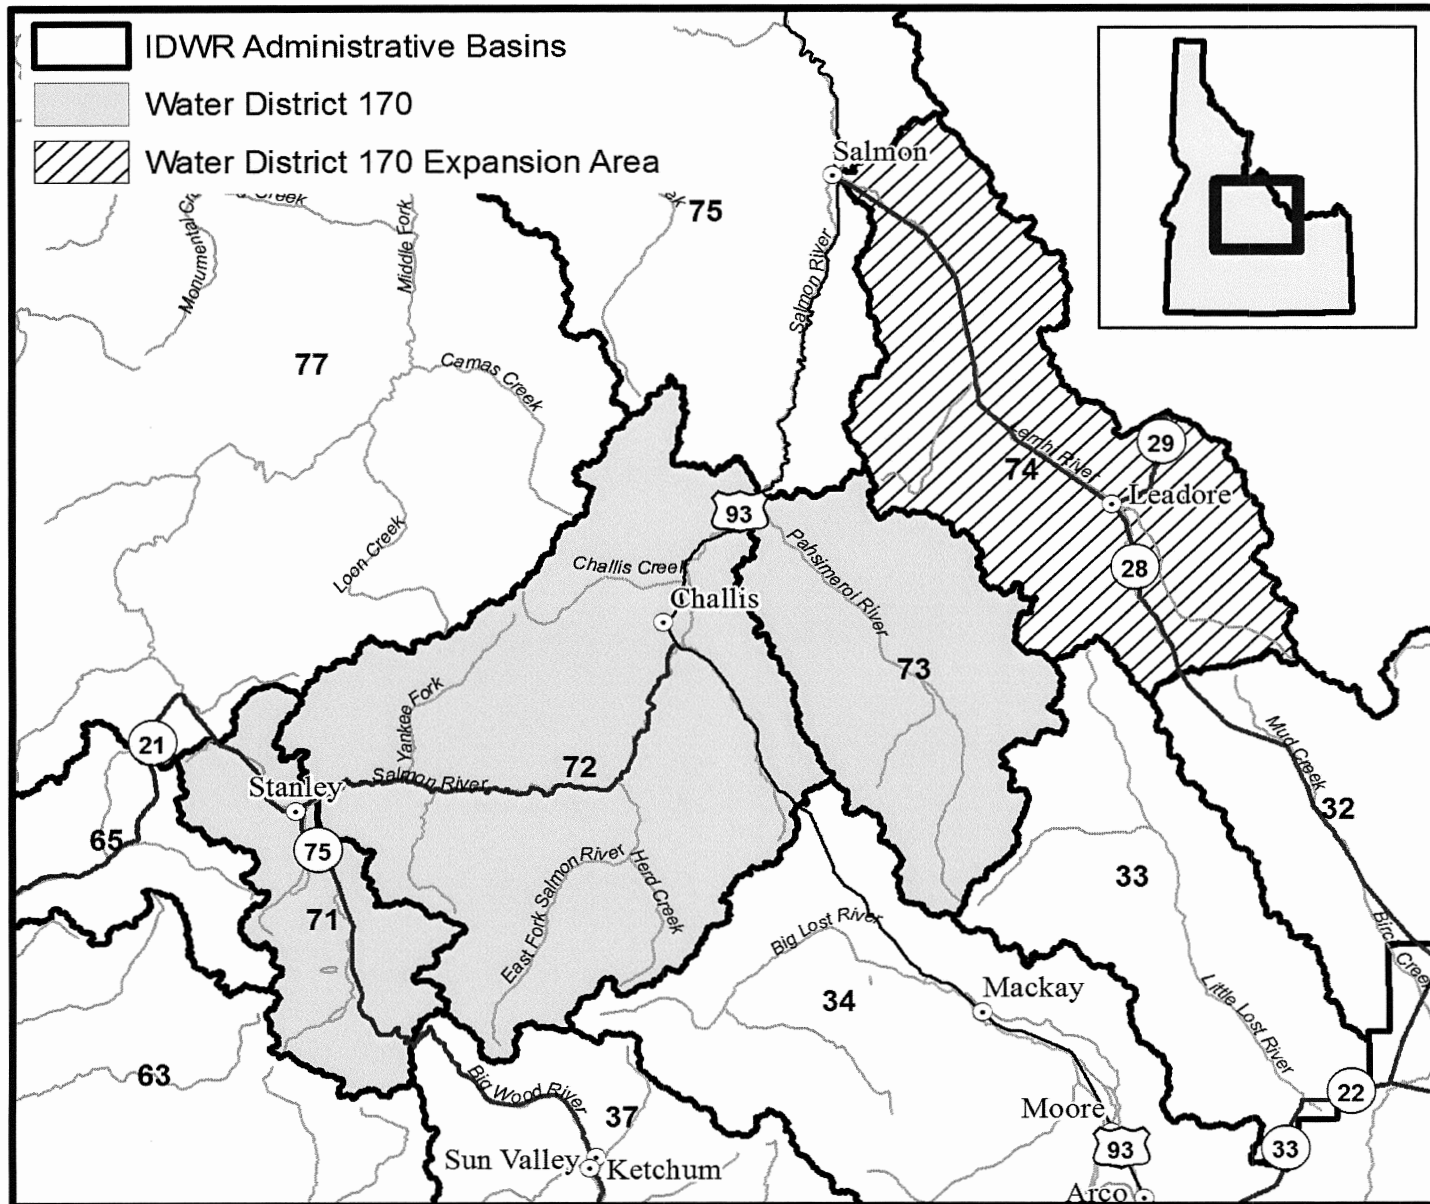 IDWR Administrative Basins
Water District 170
Water District 170 Expansion Area
Salmon
Creek
Monumental
Middle Fork
75
Salmon River
77
Camas Creek
29
Lemhi River
74
Leadore
93
Pahsimeroi River
Loon Creek
Challis Creek
28
Challis
73
Yankee Fork
21
Mud Creek
Stanley
Salmon River
72
32
65
75
East Fork Salmon River
Herd Creek
33
71
Big Lost River
Birch Creek
34
Mackay
Little Lost River
63
Big Wood River
37
22
Moore
93
33
Sun Valley
Ketchum
Arco